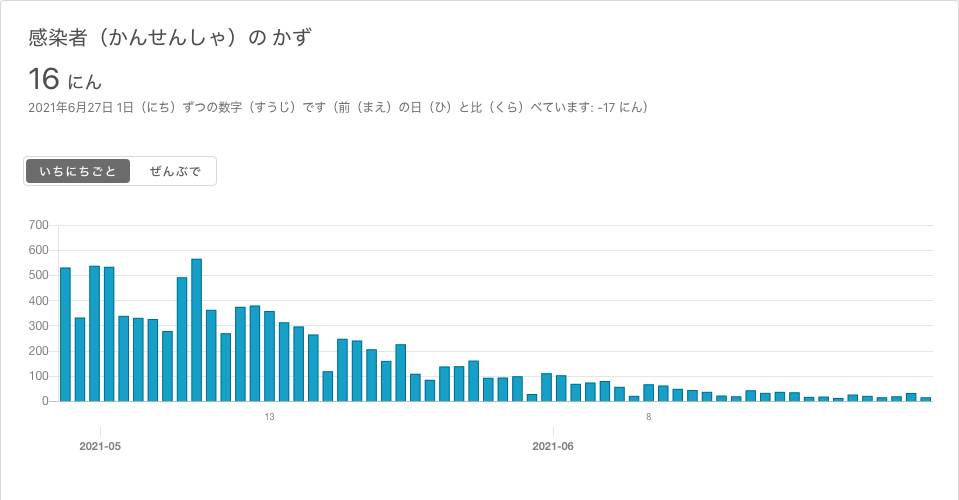 感染者（かんせんしゃ）の かず
16 にん
2021年6月27日 1日（にち）ずつの数字（すうじ）です（前（まえ）の日（ひ）と比（くら）べています: -17 にん）
いちにちごと ぜんぶで
700
600
500
400
300
200
100
0
13 8
2021-05 2021-06